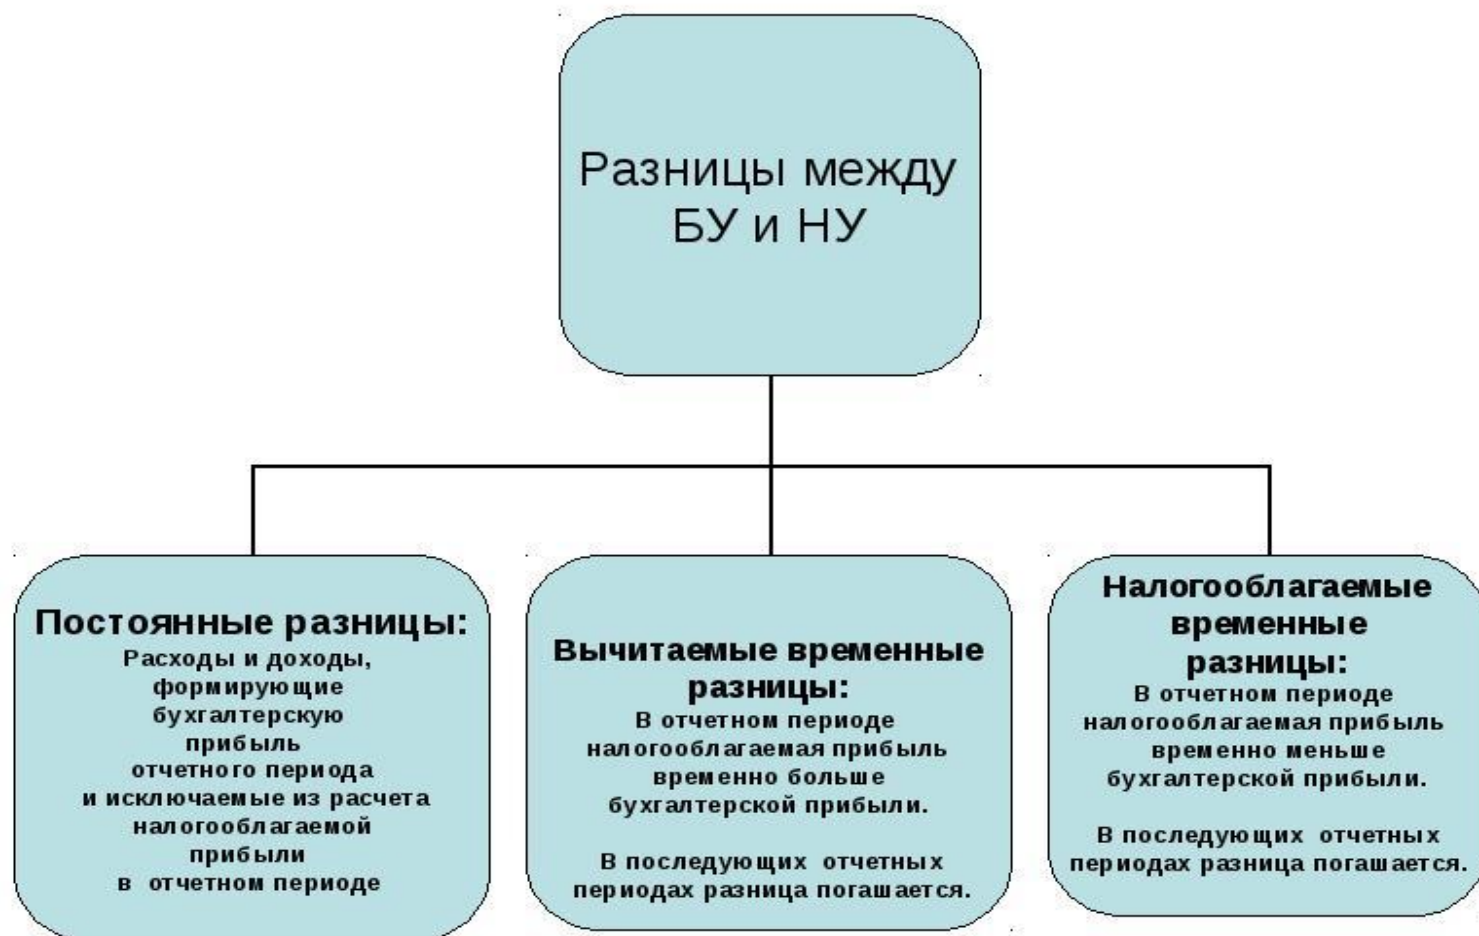 Разницы между
БУ и НУ
Постоянные разницы:
Расходы и доходы,
формирующие
бухгалтерскую
прибыль
отчетного периода
и исключаемые из расчета
налогооблагаемой
прибыли
в отчетном периоде
Вычитаемые временные
разницы:
В отчетном периоде
налогооблагаемая прибыль
временно больше
бухгалтерской прибыли.
В последующих отчетных
периодах разница погашается.
Налогооблагаемые
временные
разницы:
В отчетном периоде
налогооблагаемая прибыль
временно меньше
бухгалтерской прибыли.
В последующих отчетных
периодах разница погашается.